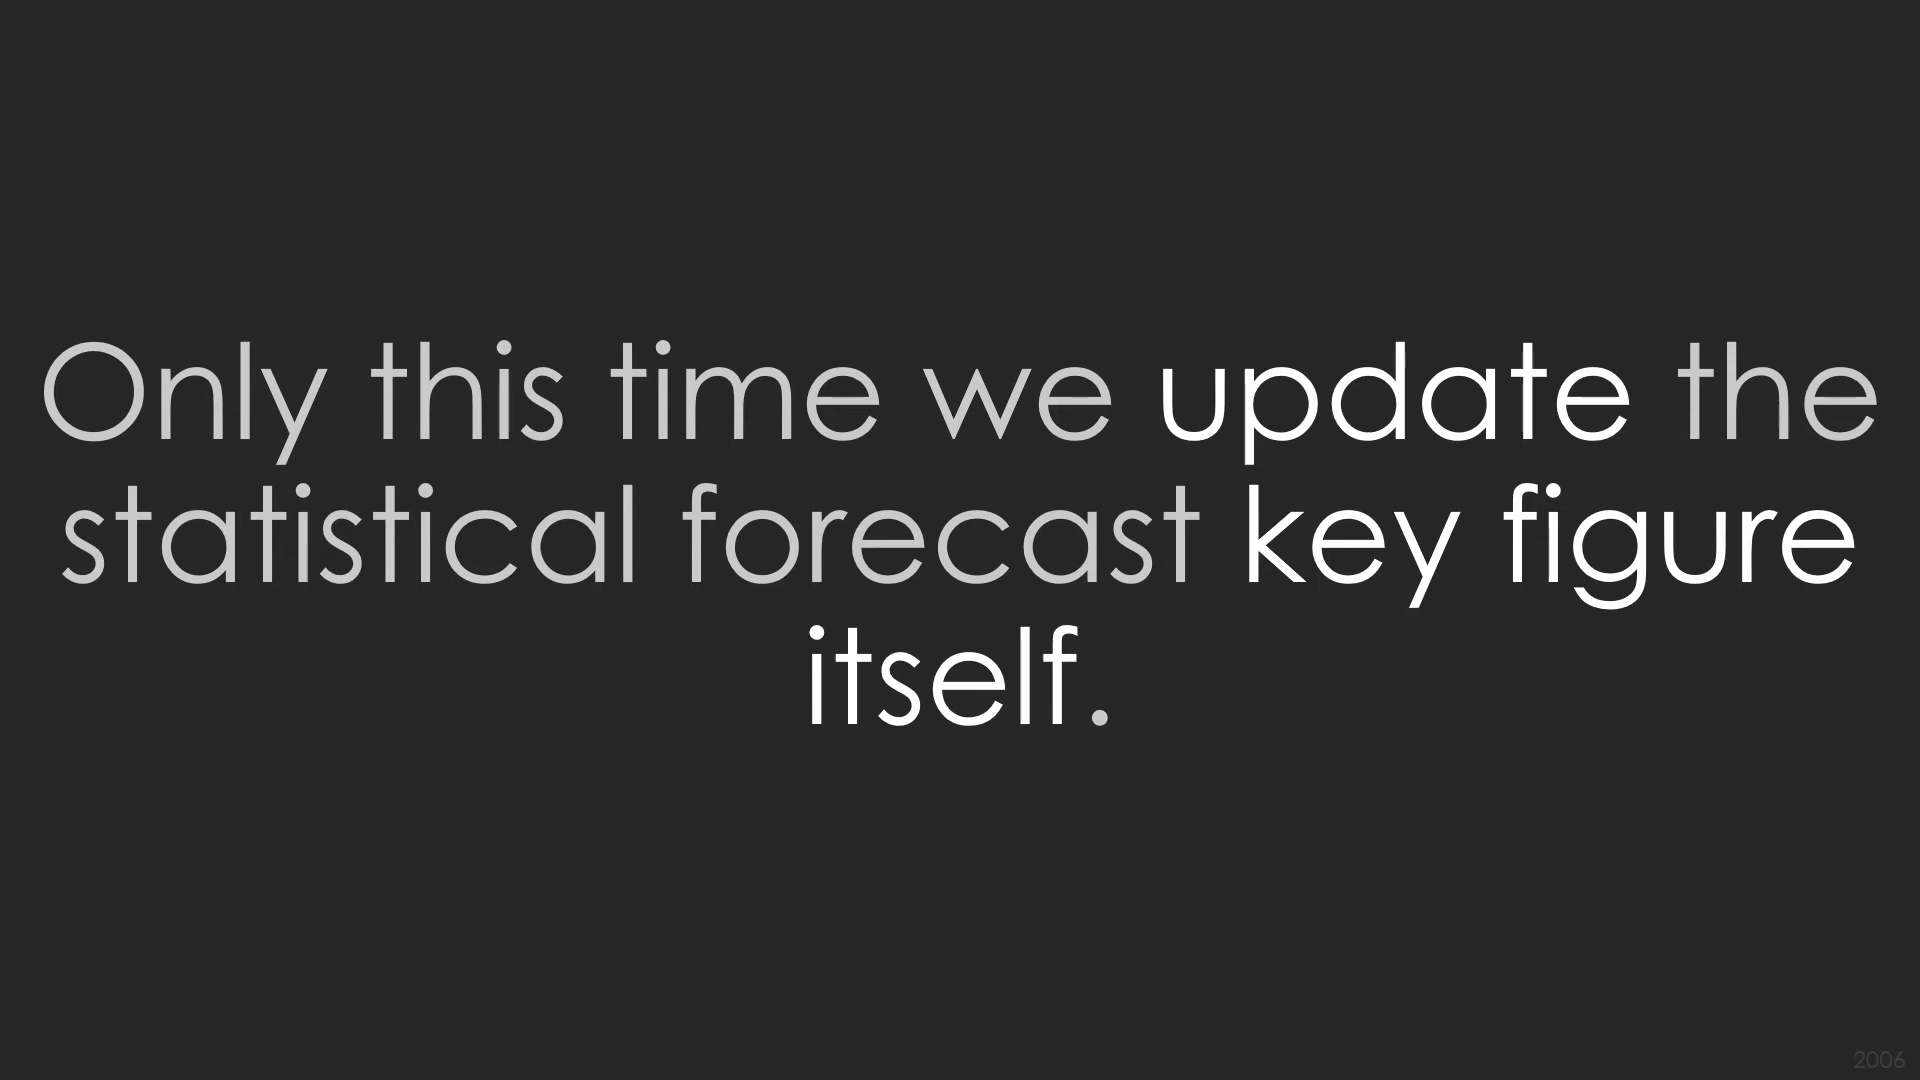 Only this time we update the
statistical forecast key figure
itself.
2006